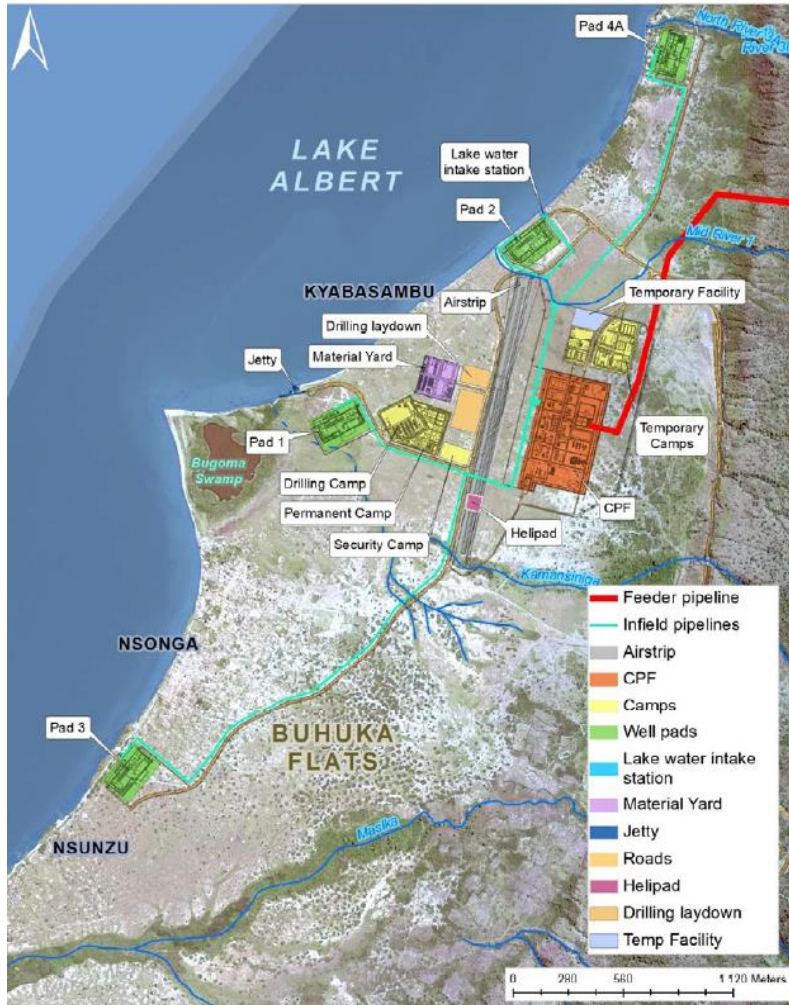 Pad 4A
North River
LAKE
ALBERT
Lake water
intake station
Pad 2
Mid River 1
KYABASAMBU
Airstrip
Temporary Facility
Drilling laydown
Material Yard
Jetty
Pad 1
Bugoma
Swamp
Temporary
Camps
Drilling Camp
Permanent Camp
CPF
Security Camp
Helipad
Kamansiniga
NSONGA
Pad 3
BUHUKA
FLATS
NSUNZU
Masika
Feeder pipeline
Infield pipelines
Airstrip
CPF
Camps
Well pads
Lake water intake
station
Material Yard
Jetty
Roads
Helipad
Drilling laydown
Temp Facility
0 280 560 1,120 Meters